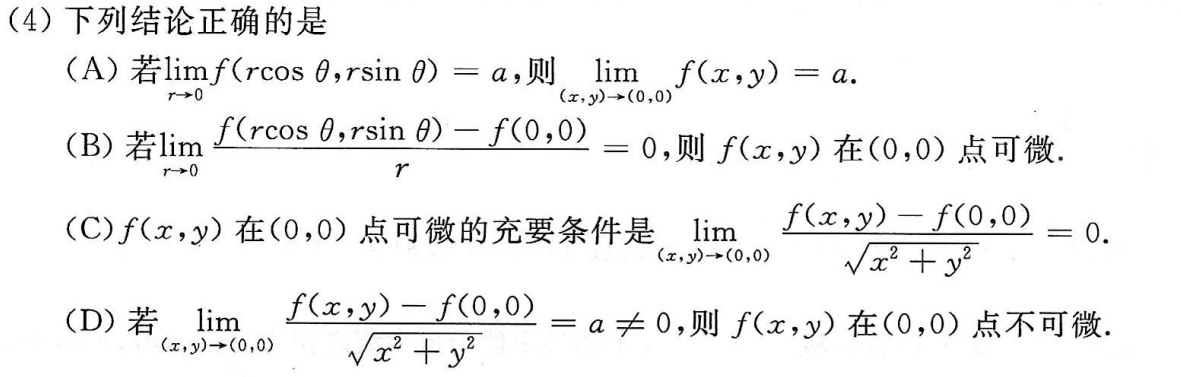 (4) 下列结论正确的是
(A) 若$\lim\limits_{r \to 0} f(r\cos\theta, r\sin\theta) = a$,则 $\lim\limits_{(x,y) \to (0,0)} f(x,y) = a$.
(B) 若$\lim\limits_{r \to 0} \dfrac{f(r\cos\theta, r\sin\theta) - f(0,0)}{r} = 0$,则 $f(x,y)$ 在(0,0) 点可微.
(C) $f(x,y)$ 在(0,0) 点可微的充要条件是 $\lim\limits_{(x,y) \to (0,0)} \dfrac{f(x,y) - f(0,0)}{\sqrt{x^2 + y^2}} = 0$.
(D) 若 $\lim\limits_{(x,y) \to (0,0)} \dfrac{f(x,y) - f(0,0)}{\sqrt{x^2 + y^2}} = a \neq 0$,则 $f(x,y)$ 在(0,0) 点不可微.